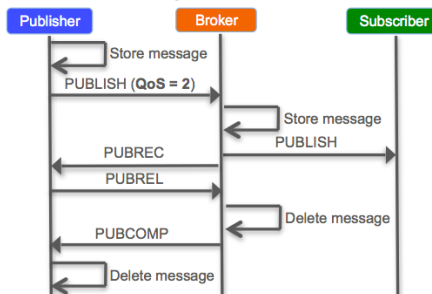 Publisher Broker Subscriber
Store message
PUBLISH (QoS = 2)
Store message
PUBLISH
PUBREC
PUBREL
Delete message
PUBCOMP
Delete message